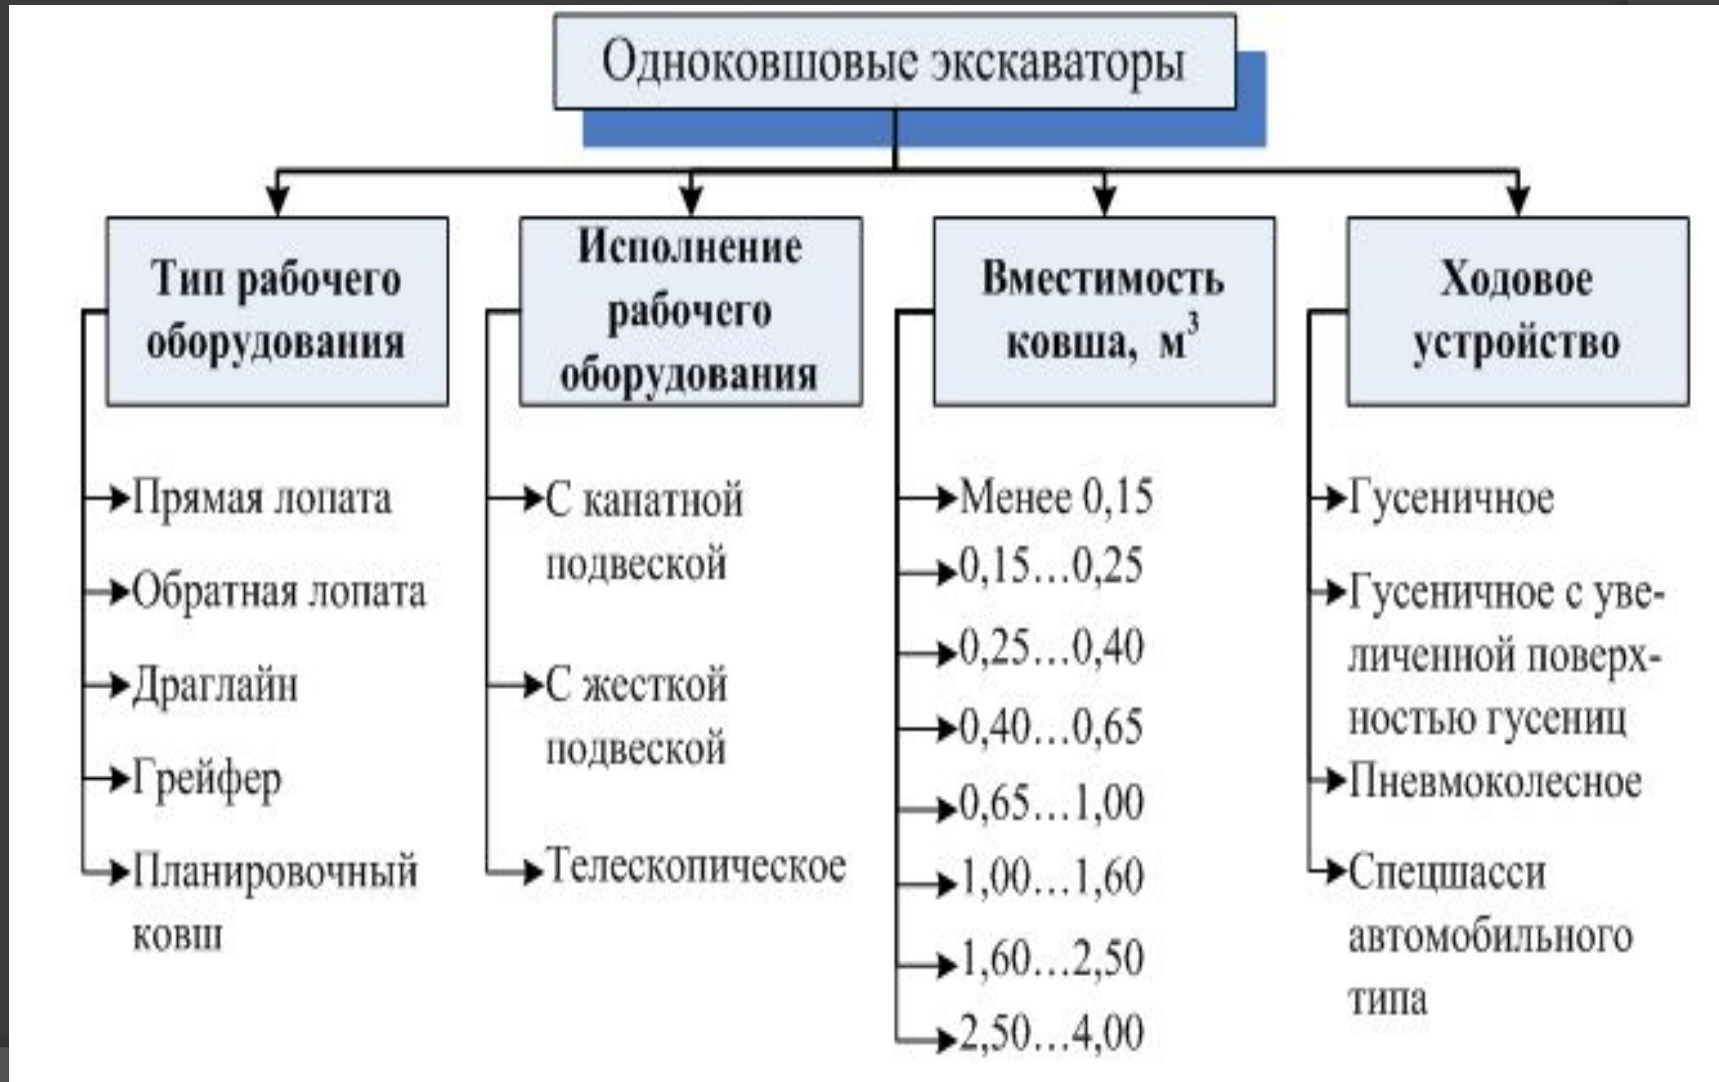 Одноковшовые экскаваторы
Тип рабочего
оборудования
Прямая лопата
Обратная лопата
Драглайн
Грейфер
Планировочный
ковш
Исполнение
рабочего
оборудования
С канатной
подвеской
С жесткой
подвеской
Телескопическое
Вместимость
ковша, м³
Менее 0,15
0,15…0,25
0,25…0,40
0,40…0,65
0,65…1,00
1,00…1,60
1,60…2,50
2,50…4,00
Ходовое
устройство
Гусеничное
Гусеничное с уве-
личенной поверх-
ностью гусениц
Пневмоколесное
Спецшасси
автомобильного
типа